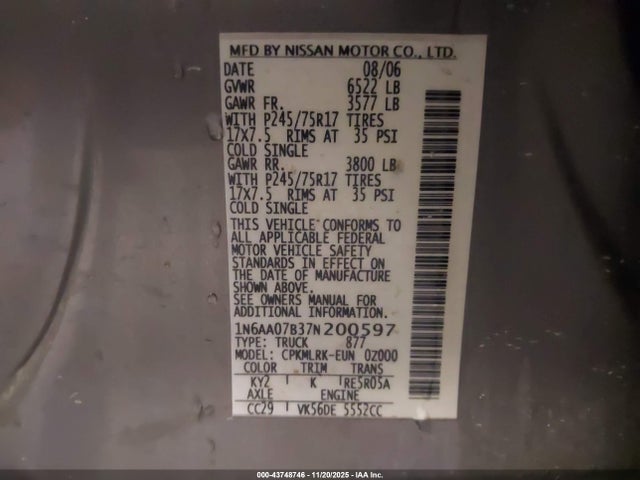 MFD BY NISSAN MOTOR CO., LTD.
DATE 08/06
GVWR 6522 LB
GAWR FR. 3577 LB
WITH P245/75R17 TIRES
17X7.5 RIMS AT 35 PSI
COLD SINGLE
GAWR RR. 3800 LB
WITH P245/75R17 TIRES
17X7.5 RIMS AT 35 PSI
COLD SINGLE
THIS VEHICLE CONFORMS TO
ALL APPLICABLE FEDERAL
MOTOR VEHICLE SAFETY
STANDARDS IN EFFECT ON
THE DATE OF MANUFACTURE
SHOWN ABOVE.
SEE OWNERS MANUAL FOR
ADDITIONAL INFORMATION.
1N6AA07B37N200597
TYPE: TRUCK 877
MODEL: CPKMLRK-EUN 0Z000
COLOR TRIM TRANS
KY2 K RE5R05A
AXLE ENGINE
CC29 VK56DE 5552CC
000-43748746 - 11/20/2025 - IAA Inc.